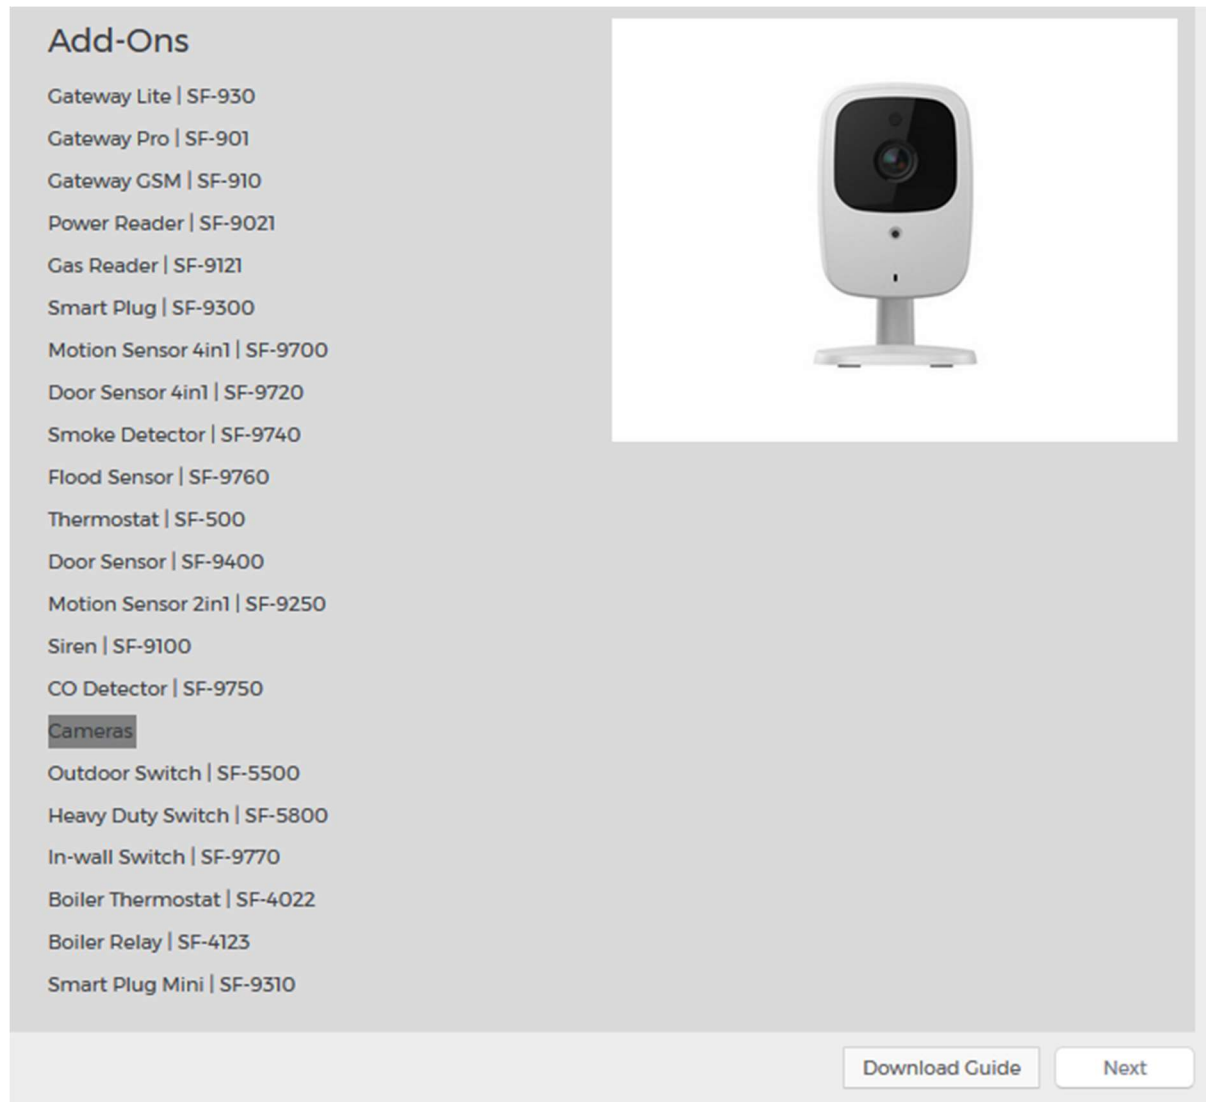 Add-Ons
Gateway Lite | SF-930
Gateway Pro | SF-901
Gateway GSM | SF-910
Power Reader | SF-9021
Gas Reader | SF-9121
Smart Plug | SF-9300
Motion Sensor 4in1 | SF-9700
Door Sensor 4in1 | SF-9720
Smoke Detector | SF-9740
Flood Sensor | SF-9760
Thermostat | SF-500
Door Sensor | SF-9400
Motion Sensor 2in1 | SF-9250
Siren | SF-9100
CO Detector | SF-9750
Cameras
Outdoor Switch | SF-5500
Heavy Duty Switch | SF-5800
In-wall Switch | SF-9770
Boiler Thermostat | SF-4022
Boiler Relay | SF-4123
Smart Plug Mini | SF-9310
Download Guide
Next